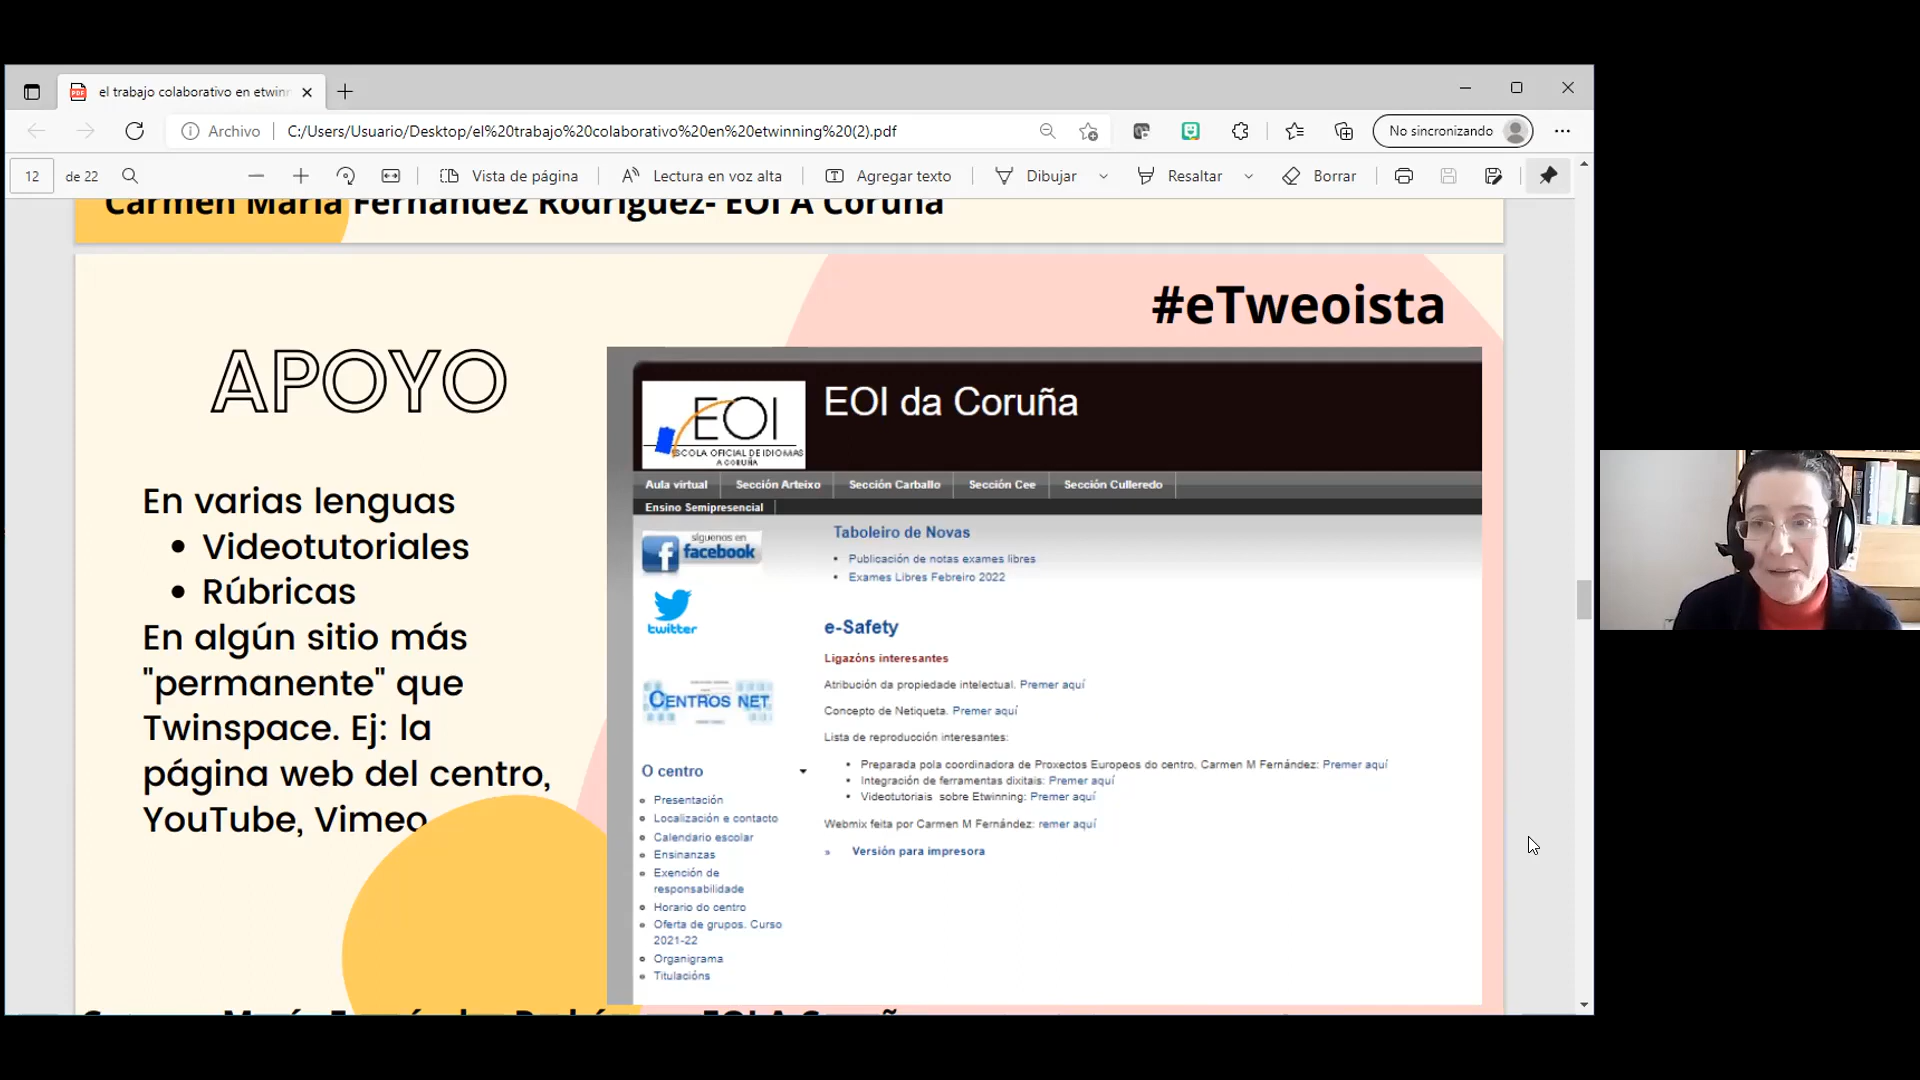 el trabajo colaborativo en etwinn
Archivo
C:/Users/Usuario/Desktop/el%20trabajo%20colaborativo%20en%20etwinning%20(2).pdf
No sincronizando
12 de 22
Vista de página
Lectura en voz alta
Agregar texto
Dibujar
Resaltar
Borrar
Carmen María Fernández Rodríguez- EOI A Coruña
#eTweoista
APOYO
En varias lenguas
• Videotutoriales
• Rúbricas
En algún sitio más
"permanente" que
Twinspace. Ej: la
página web del centro,
YouTube, Vimeo
EOI
ESCOLA OFICIAL DE IDIOMAS
A CORUÑA
EOI da Coruña
Aula virtual
Sección Arteixo
Sección Carballo
Sección Cee
Sección Culleredo
Ensino Semipresencial
síguenos en
facebook
twitter
CENTROS NET
O centro
Presentación
Localización e contacto
Calendario escolar
Ensinanzas
Exención de
responsabilidade
Horario do centro
Oferta de grupos. Curso
2021-22
Organigrama
Titulacións
Taboleiro de Novas
• Publicación de notas exames libres
• Exames Libres Febreiro 2022
e-Safety
Ligazóns interesantes
Atribución da propiedade intelectual. Premer aquí
Concepto de Netiqueta. Premer aquí
Lista de reproducción interesantes:
• Preparada pola coordinadora de Proxectos Europeos do centro, Carmen M Fernández: Premer aquí
• Integración de ferramentas dixitais: Premer aquí
• Videotutoriais sobre Etwinning: Premer aquí
Webmix feita por Carmen M Fernández: remer aquí
» Versión para impresora